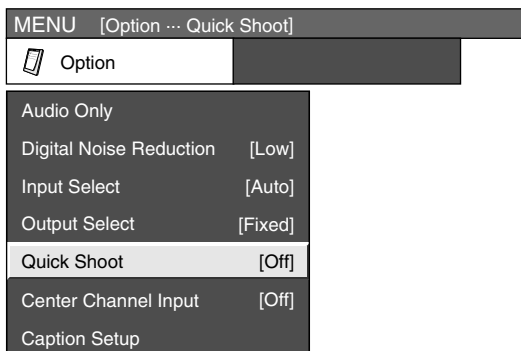 MENU [Option ··· Quick Shoot]
Option
Audio Only
Digital Noise Reduction [Low]
Input Select [Auto]
Output Select [Fixed]
Quick Shoot [Off]
Center Channel Input [Off]
Caption Setup